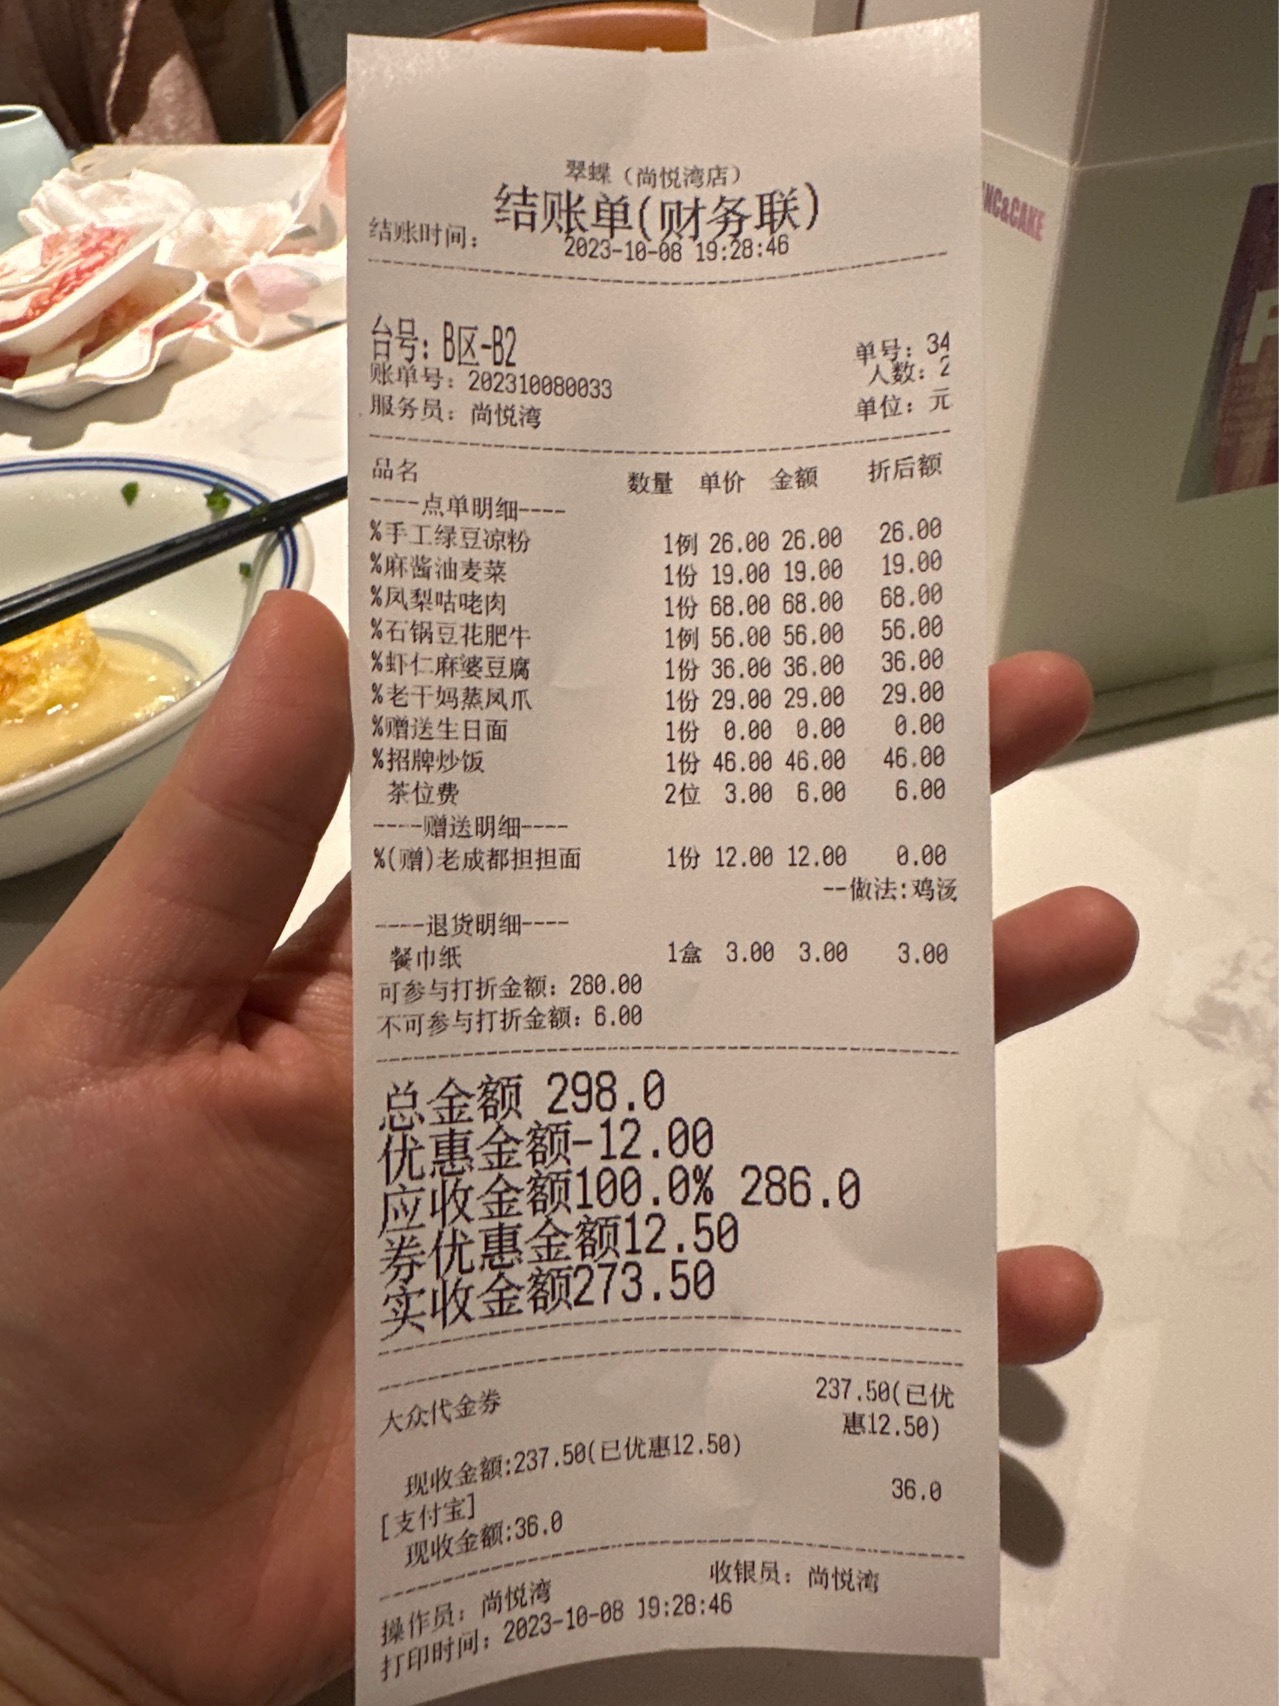 翠蝶（尚悦湾店）
结账单(财务联)
结账时间： 2023-10-08 19:28:46
台号：B区-B2
单号：34
账单号：202310080033 人数：2
服务员：尚悦湾 单位：元
品名 数量 单价 金额 折后额
----点单明细----
%手工绿豆凉粉 1例 26.00 26.00 26.00
%麻酱油麦菜 1份 19.00 19.00 19.00
%凤梨咕咾肉 1份 68.00 68.00 68.00
%石锅豆花肥牛 1例 56.00 56.00 56.00
%虾仁麻婆豆腐 1份 36.00 36.00 36.00
%老干妈蒸凤爪 1份 29.00 29.00 29.00
%赠送生日面 1份 0.00 0.00 0.00
%招牌炒饭 1份 46.00 46.00 46.00
茶位费 2位 3.00 6.00 6.00
----赠送明细----
%(赠)老成都担担面 1份 12.00 12.00 0.00
--做法:鸡汤
----退货明细----
餐巾纸 1盒 3.00 3.00 3.00
可参与打折金额：280.00
不可参与打折金额：6.00
总金额 298.0
优惠金额-12.00
应收金额100.0% 286.0
券优惠金额12.50
实收金额273.50
大众代金券 237.50(已优
惠12.50)
现收金额:237.50(已优惠12.50)
[支付宝] 36.0
现收金额:36.0
操作员：尚悦湾 收银员：尚悦湾
打印时间：2023-10-08 19:28:46
&CAKE